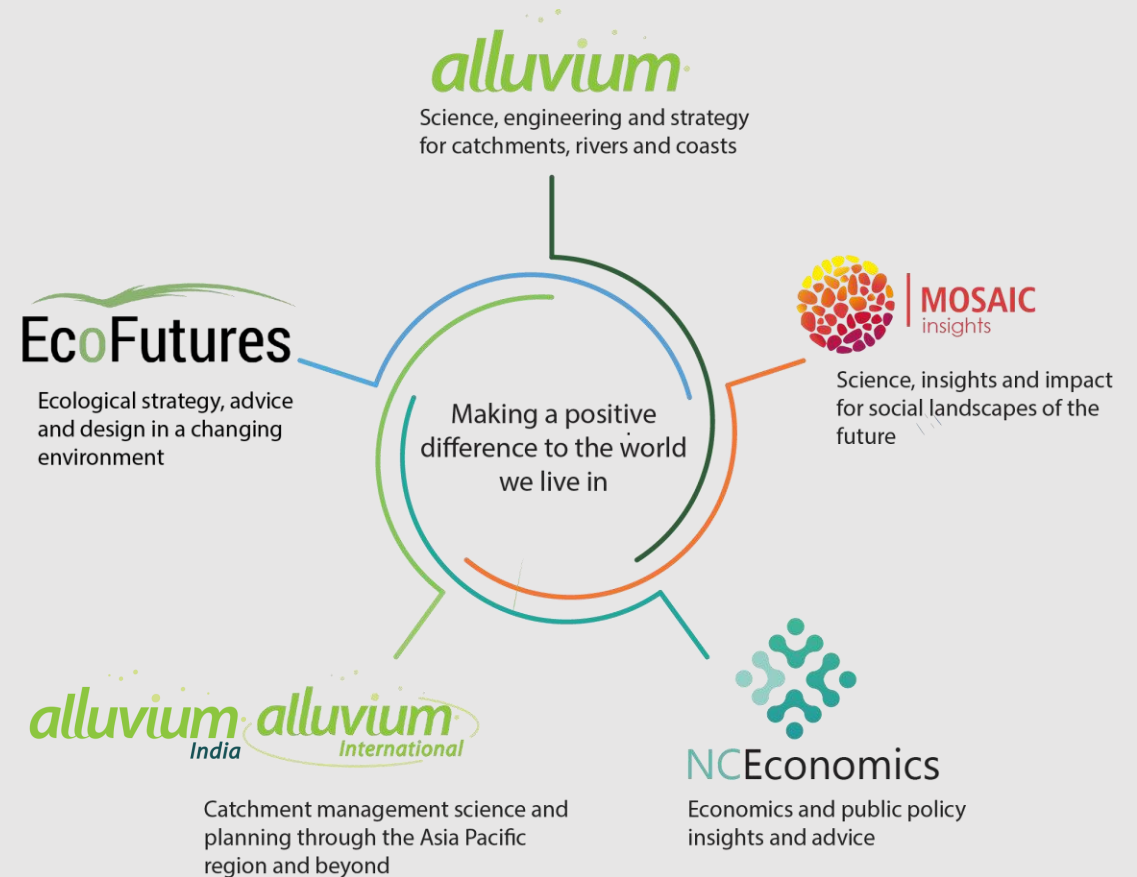 alluvium
Science, engineering and strategy
for catchments, rivers and coasts
MOSAIC
insights
Science, insights and impact
for social landscapes of the
future
EcoFutures
Ecological strategy, advice
and design in a changing
environment
Making a positive
difference to the world
we live in
alluvium
India
alluvium
International
Catchment management science and
planning through the Asia Pacific
region and beyond
NCEconomics
Economics and public policy
insights and advice